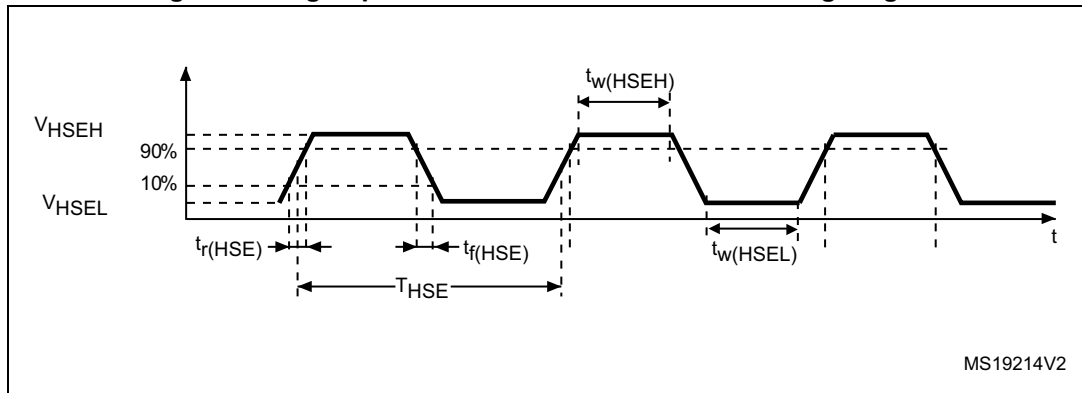 tw(HSEH)
VHSEH
90%
10%
VHSEL
tr(HSE)
tf(HSE)
tw(HSEL)
t
THSE
MS19214V2